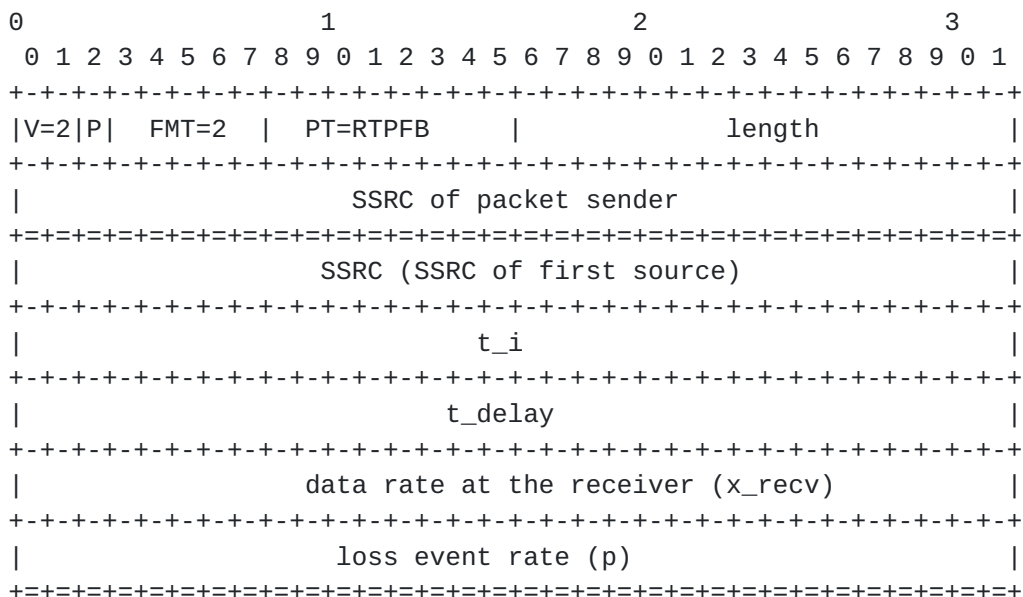 0                   1                   2                   3
 0 1 2 3 4 5 6 7 8 9 0 1 2 3 4 5 6 7 8 9 0 1 2 3 4 5 6 7 8 9 0 1
+-+-+-+-+-+-+-+-+-+-+-+-+-+-+-+-+-+-+-+-+-+-+-+-+-+-+-+-+-+-+-+-+
|V=2|P|  FMT=2  |  PT=RTPFB     |             length            |
+-+-+-+-+-+-+-+-+-+-+-+-+-+-+-+-+-+-+-+-+-+-+-+-+-+-+-+-+-+-+-+-+
|                     SSRC of packet sender                     |
+=+=+=+=+=+=+=+=+=+=+=+=+=+=+=+=+=+=+=+=+=+=+=+=+=+=+=+=+=+=+=+=+
|                   SSRC (SSRC of first source)                 |
+-+-+-+-+-+-+-+-+-+-+-+-+-+-+-+-+-+-+-+-+-+-+-+-+-+-+-+-+-+-+-+-+
|                             t_i                               |
+-+-+-+-+-+-+-+-+-+-+-+-+-+-+-+-+-+-+-+-+-+-+-+-+-+-+-+-+-+-+-+-+
|                           t_delay                             |
+-+-+-+-+-+-+-+-+-+-+-+-+-+-+-+-+-+-+-+-+-+-+-+-+-+-+-+-+-+-+-+-+
|                  data rate at the receiver (x_recv)           |
+-+-+-+-+-+-+-+-+-+-+-+-+-+-+-+-+-+-+-+-+-+-+-+-+-+-+-+-+-+-+-+-+
|                    loss event rate (p)                        |
+=+=+=+=+=+=+=+=+=+=+=+=+=+=+=+=+=+=+=+=+=+=+=+=+=+=+=+=+=+=+=+=+